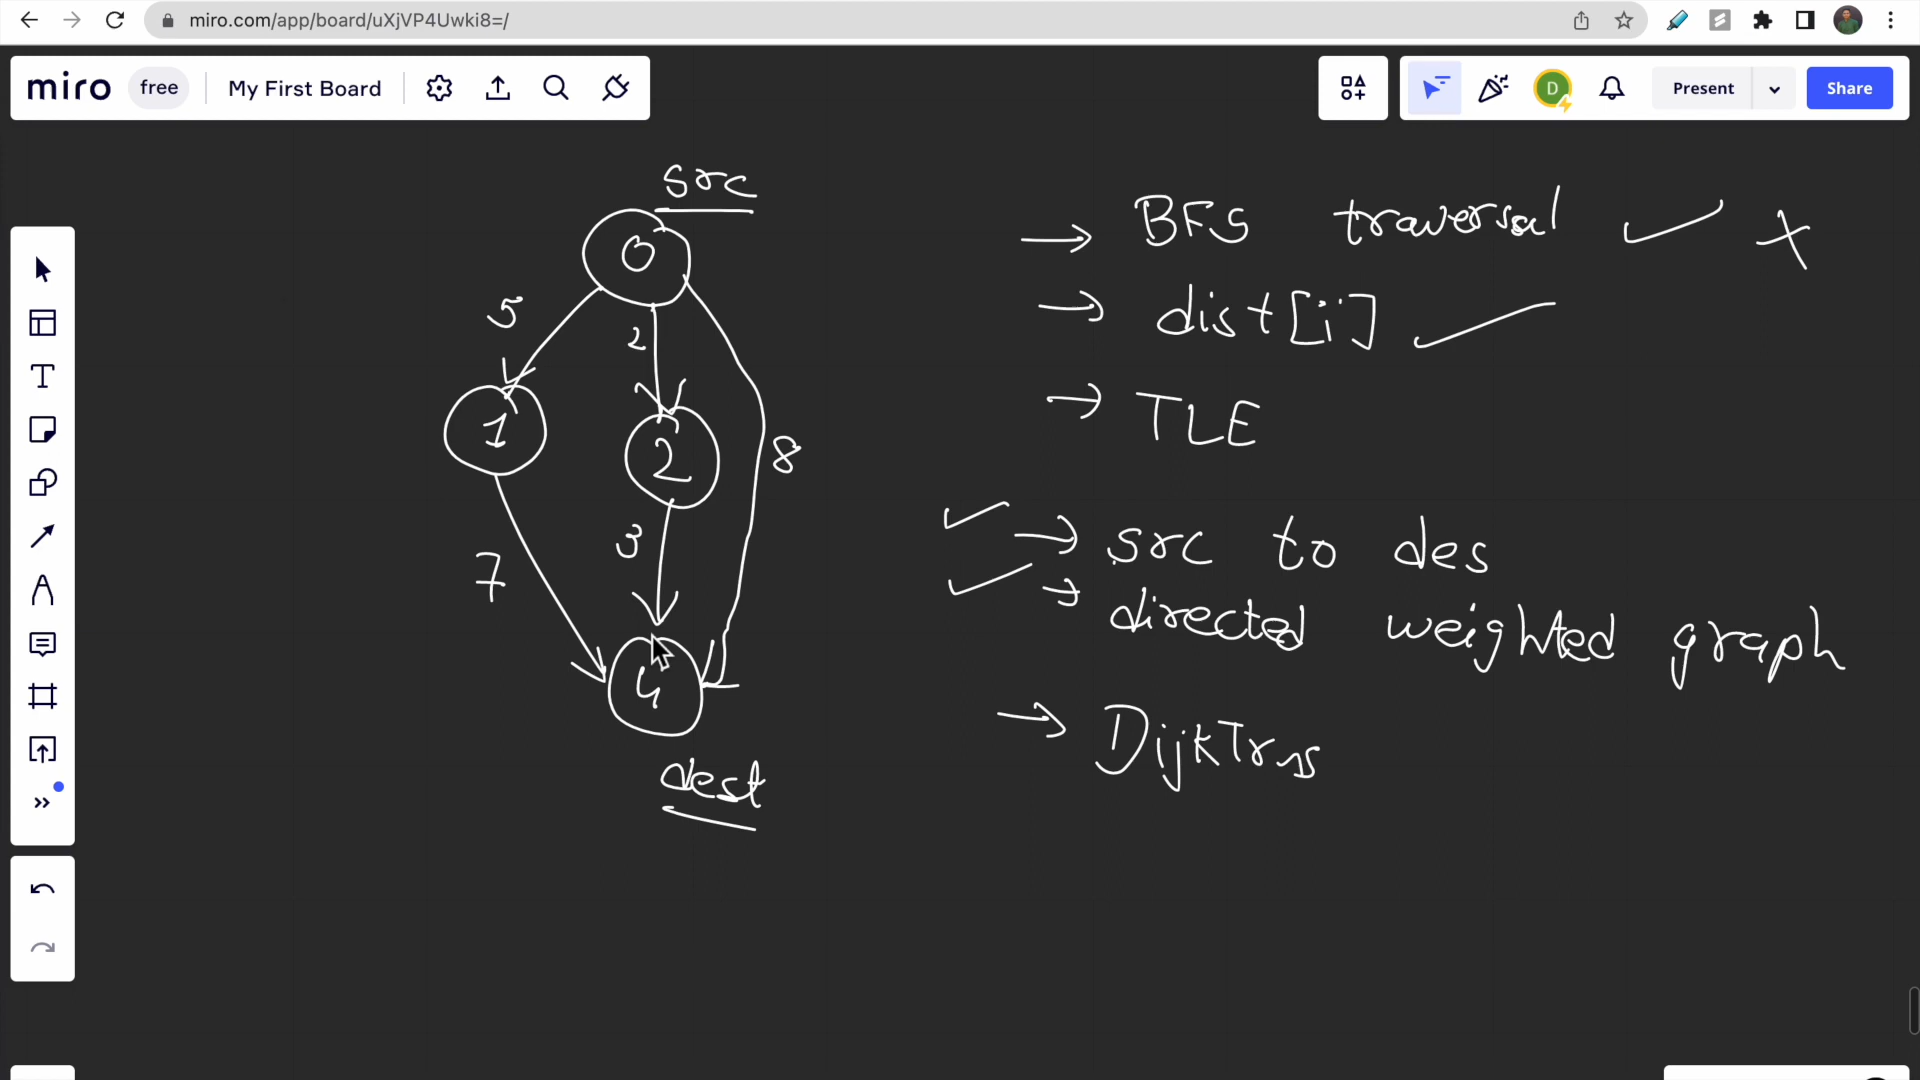 miro.com/app/board/uXjVP4Uwki8=/
miro free My First Board D Present Share
src
0
5
2
1
2
8
7
3
4
dest
→ BFS traversal ✓ X
→ dist[i] ✓
→ TLE
✓ → src to des
✓ → directed weighted graph
→ DijkTrs